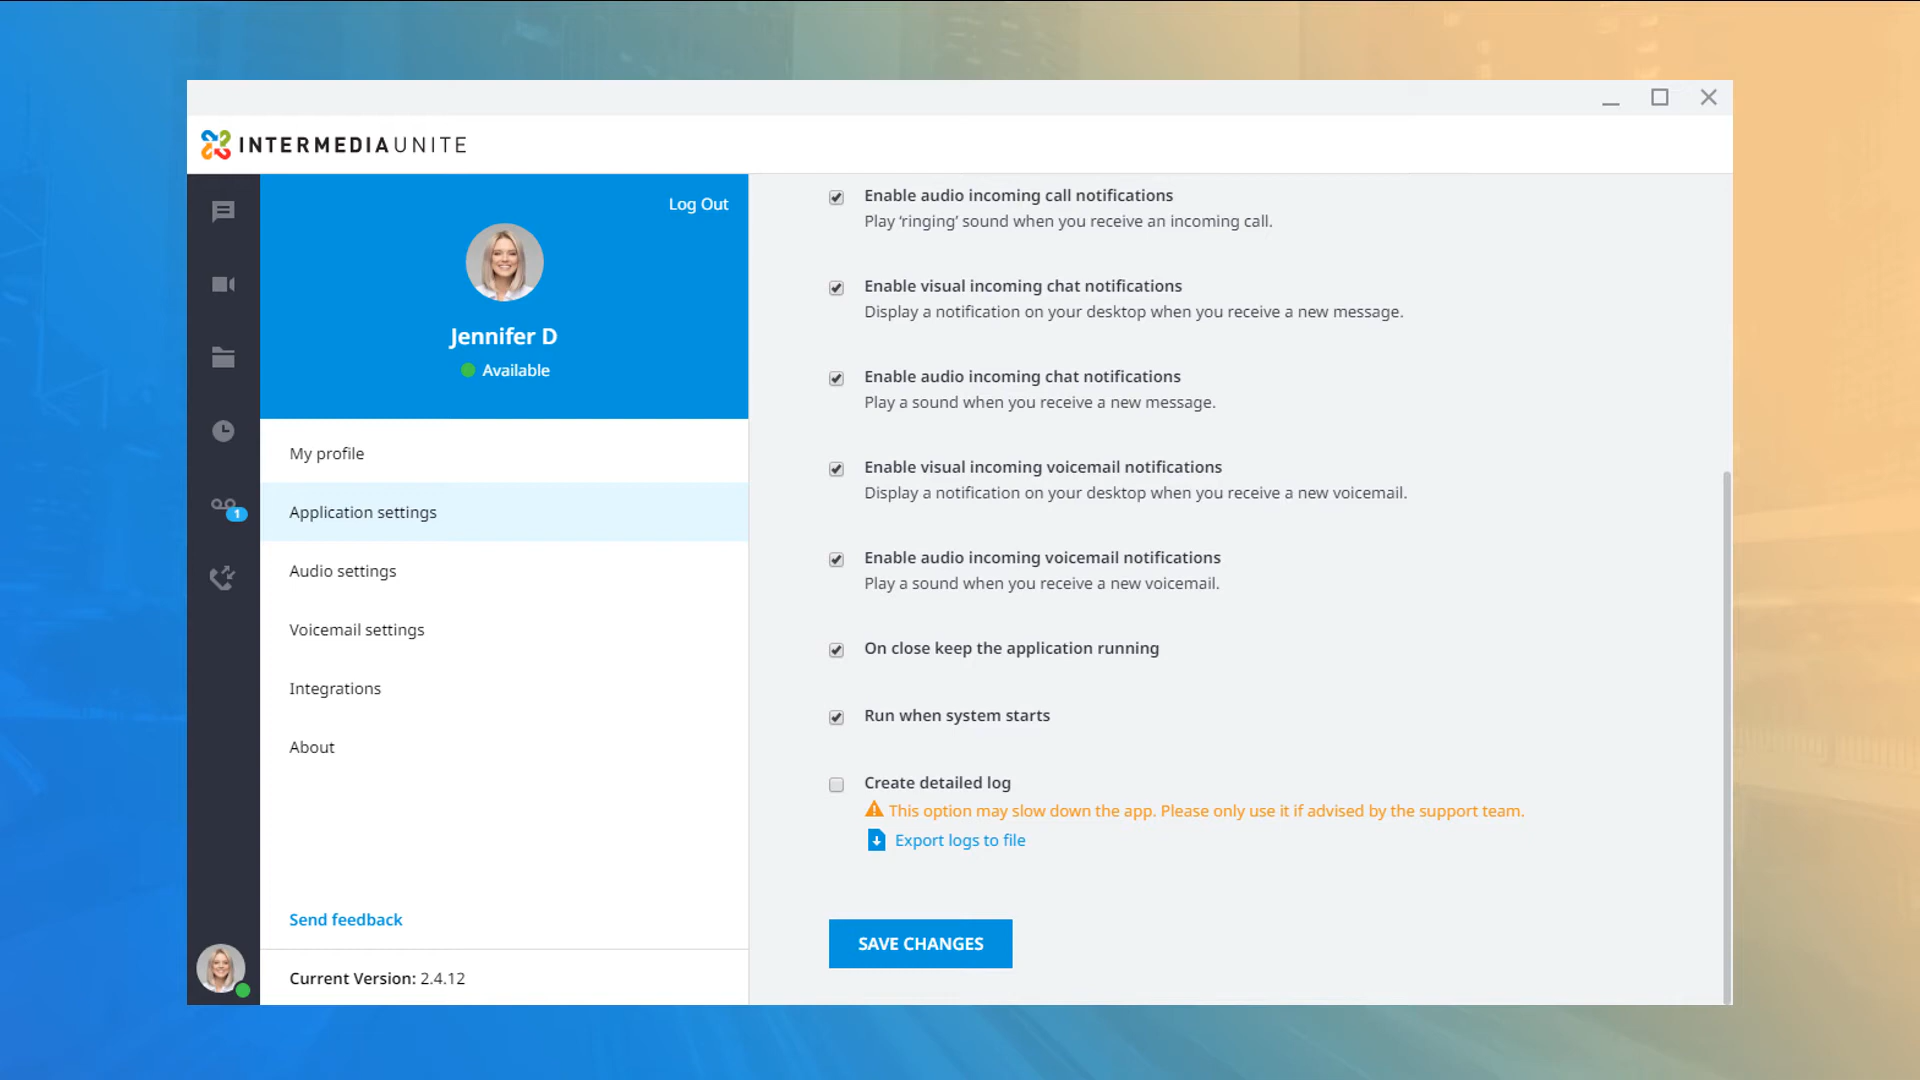 INTERMEDIAUNITE
Log Out
Jennifer D
Available
My profile
Application settings
Audio settings
Voicemail settings
Integrations
About
Send feedback
Current Version: 2.4.12
1
Enable audio incoming call notifications
Play ‘ringing’ sound when you receive an incoming call.
Enable visual incoming chat notifications
Display a notification on your desktop when you receive a new message.
Enable audio incoming chat notifications
Play a sound when you receive a new message.
Enable visual incoming voicemail notifications
Display a notification on your desktop when you receive a new voicemail.
Enable audio incoming voicemail notifications
Play a sound when you receive a new voicemail.
On close keep the application running
Run when system starts
Create detailed log
This option may slow down the app. Please only use it if advised by the support team.
Export logs to file
SAVE CHANGES